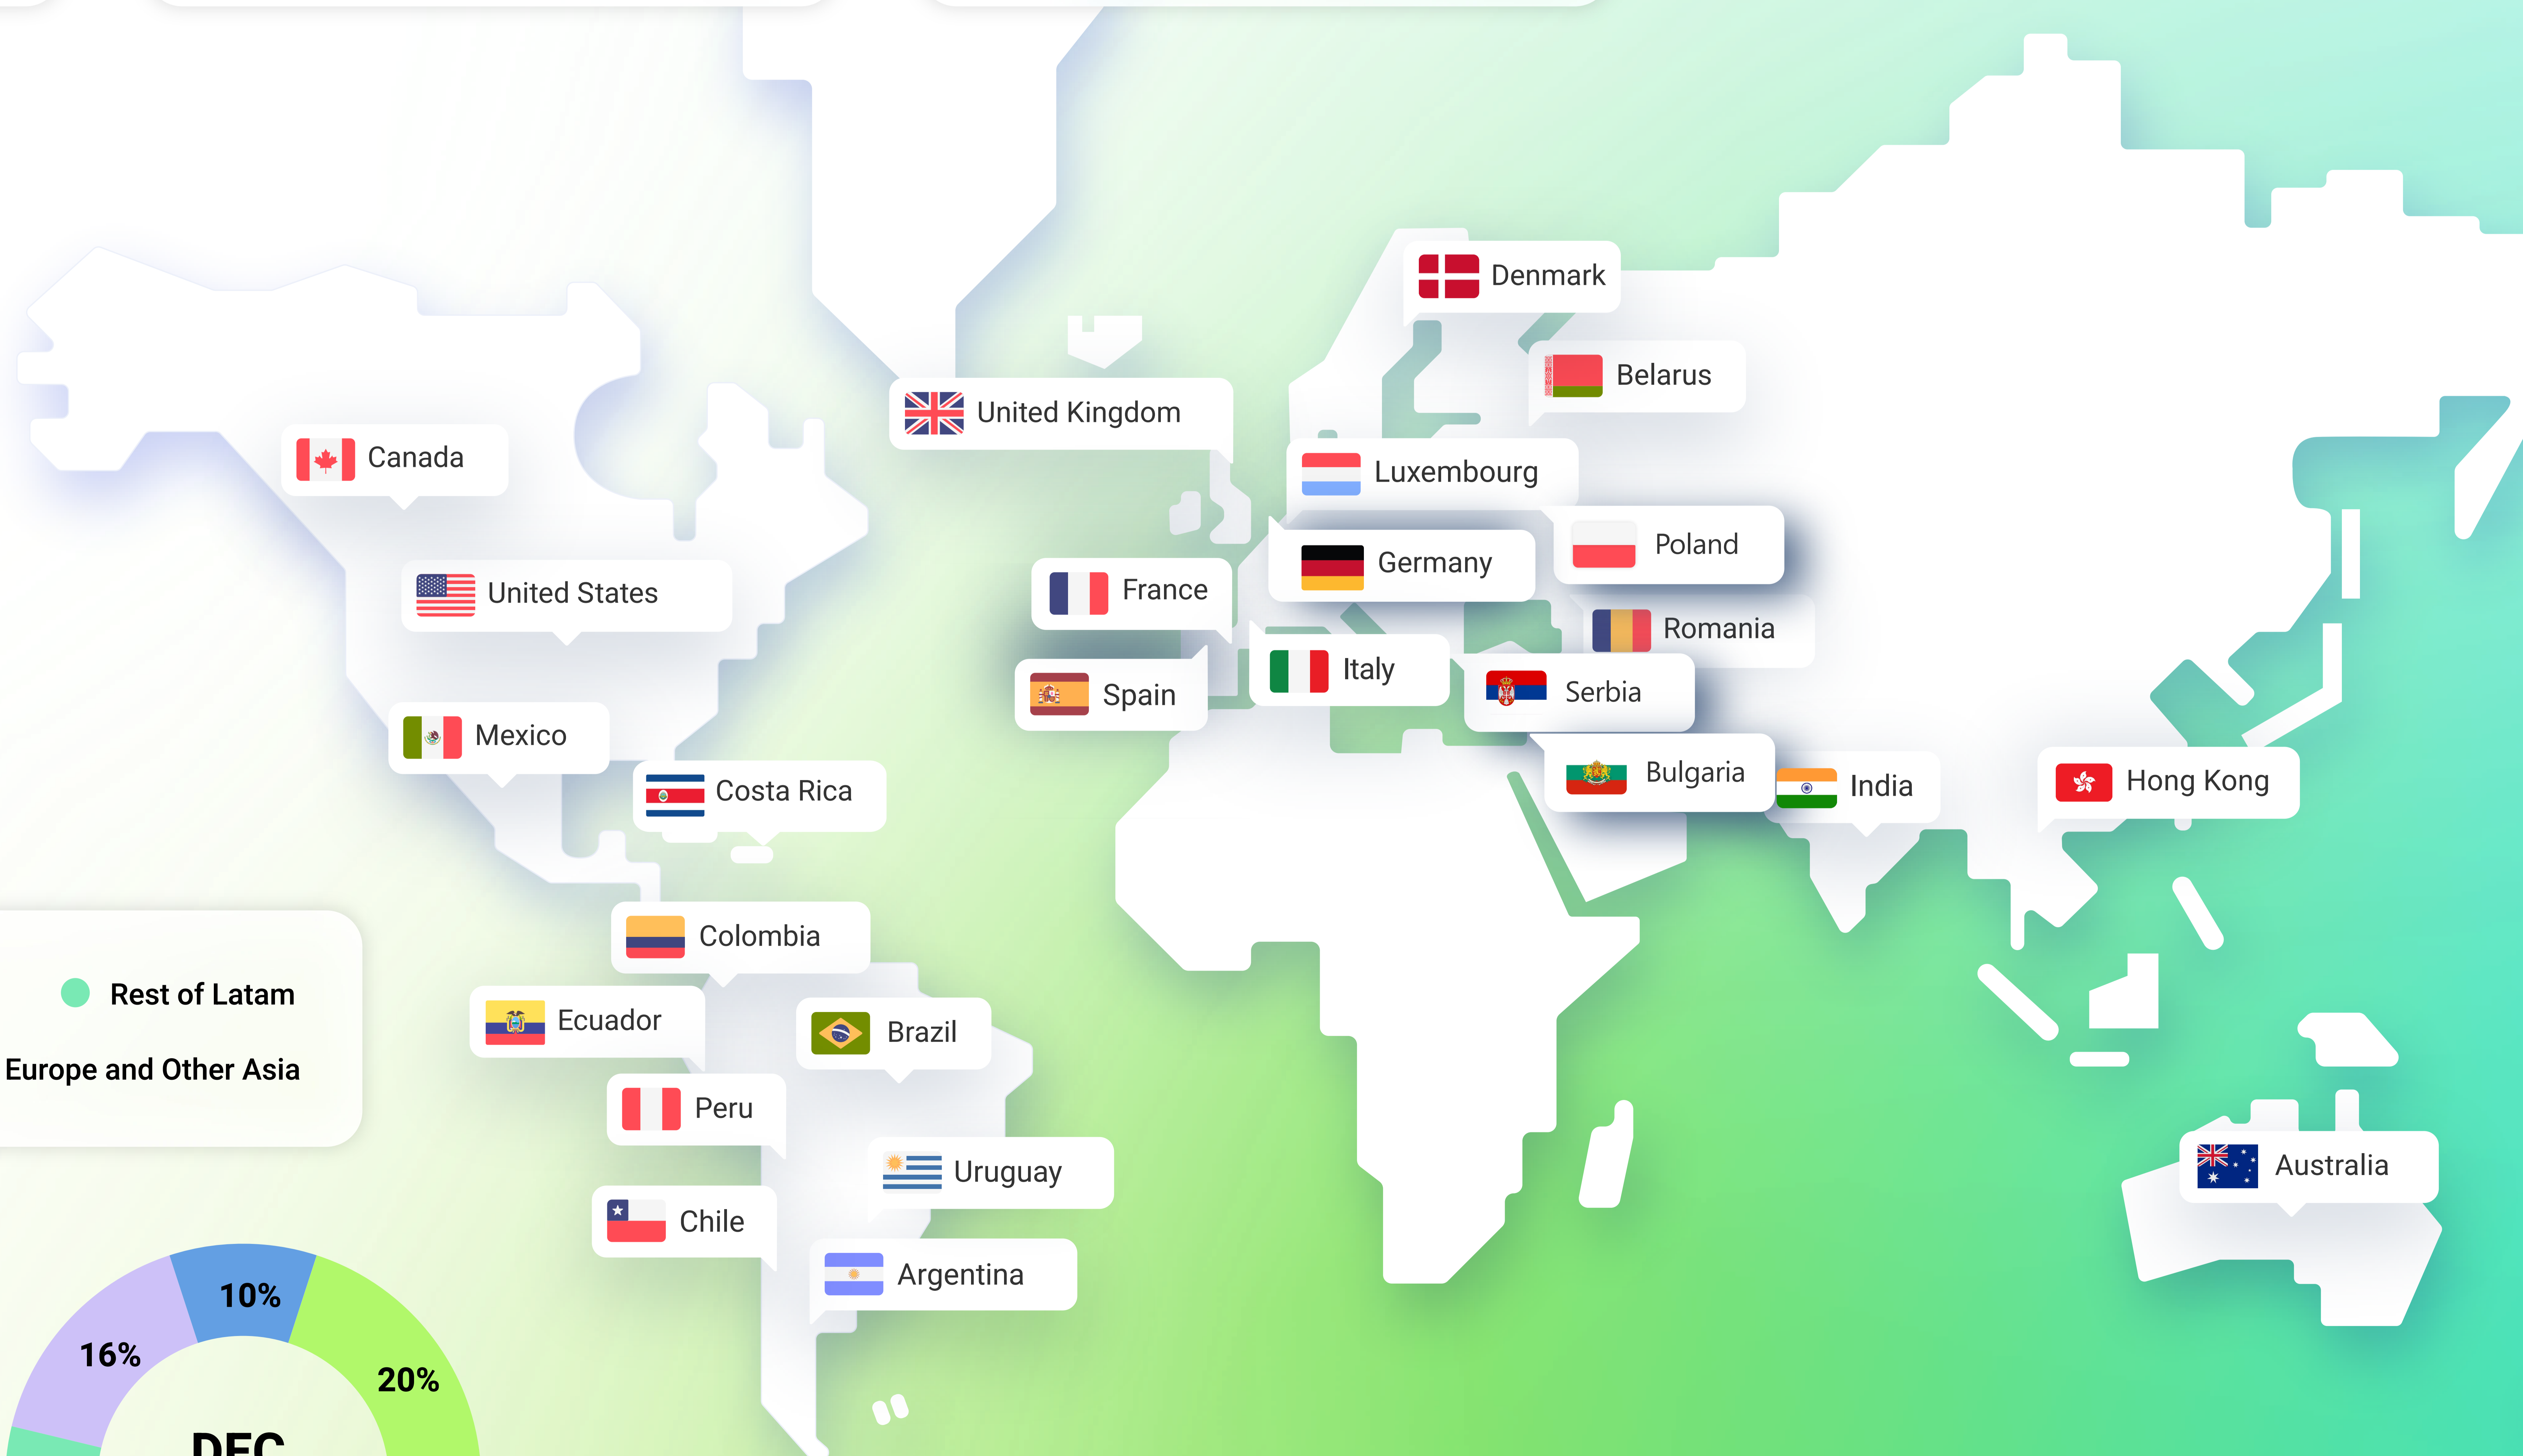 Denmark
Belarus
United Kingdom
Canada
Luxembourg
Poland
Germany
France
United States
Romania
Italy
Serbia
Spain
Mexico
Bulgaria
India
Hong Kong
Costa Rica
Colombia
Rest of Latam
Ecuador
Brazil
Europe and Other Asia
Peru
Uruguay
Australia
Chile
Argentina
10%
16%
20%
DEC